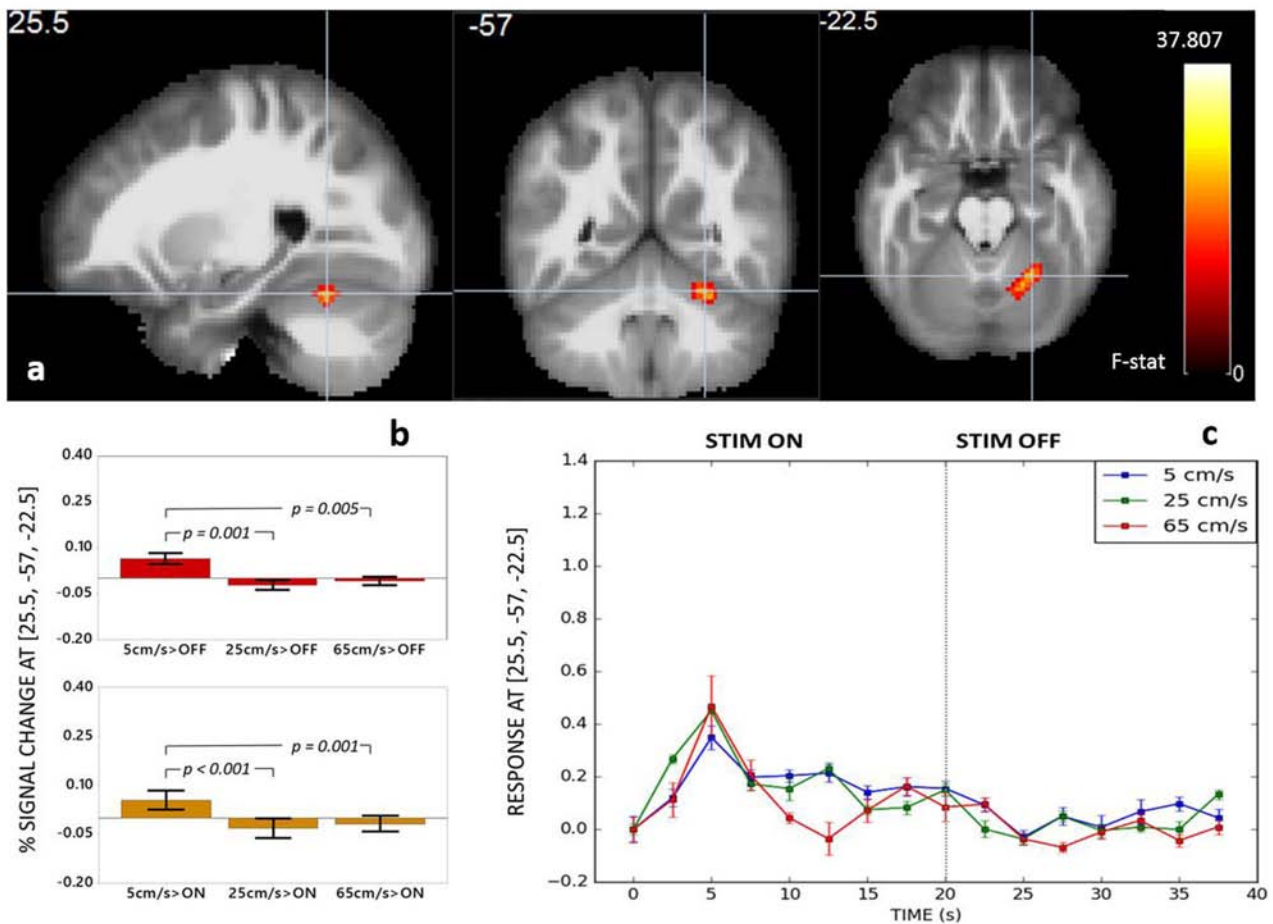 25.5
-57
-22.5
37.807
F-stat
0
a
b
% SIGNAL CHANGE AT [25.5, -57, -22.5]
0.40
0.25
0.10
-0.05
-0.20
p = 0.005
p = 0.001
5cm/s>OFF 25cm/s>OFF 65cm/s>OFF
0.40
0.25
0.10
-0.05
-0.20
p = 0.001
p < 0.001
5cm/s>ON 25cm/s>ON 65cm/s>ON
STIM ON STIM OFF c
RESPONSE AT [25.5, -57, -22.5]
1.4
1.2
1.0
0.8
0.6
0.4
0.2
0.0
−0.2
5 cm/s
25 cm/s
65 cm/s
0 5 10 15 20 25 30 35 40
TIME (s)